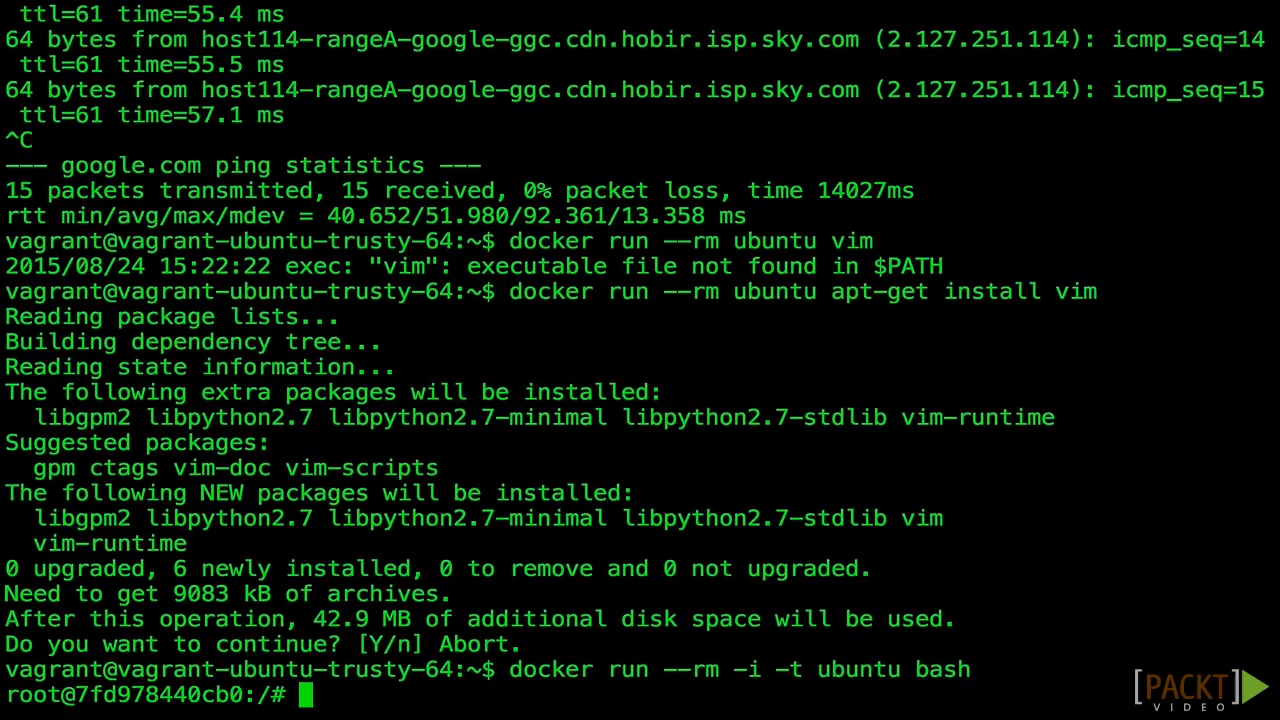 ttl=61 time=55.4 ms
64 bytes from host114-rangeA-google-ggc.cdn.hobir.isp.sky.com (2.127.251.114): icmp_seq=14
ttl=61 time=55.5 ms
64 bytes from host114-rangeA-google-ggc.cdn.hobir.isp.sky.com (2.127.251.114): icmp_seq=15
ttl=61 time=57.1 ms
^C
--- google.com ping statistics ---
15 packets transmitted, 15 received, 0% packet loss, time 14027ms
rtt min/avg/max/mdev = 40.652/51.980/92.361/13.358 ms
vagrant@vagrant-ubuntu-trusty-64:~$ docker run --rm ubuntu vim
2015/08/24 15:22:22 exec: "vim": executable file not found in $PATH
vagrant@vagrant-ubuntu-trusty-64:~$ docker run --rm ubuntu apt-get install vim
Reading package lists...
Building dependency tree...
Reading state information...
The following extra packages will be installed:
libgpm2 libpython2.7 libpython2.7-minimal libpython2.7-stdlib vim-runtime
Suggested packages:
gpm ctags vim-doc vim-scripts
The following NEW packages will be installed:
libgpm2 libpython2.7 libpython2.7-minimal libpython2.7-stdlib vim
vim-runtime
0 upgraded, 6 newly installed, 0 to remove and 0 not upgraded.
Need to get 9083 kB of archives.
After this operation, 42.9 MB of additional disk space will be used.
Do you want to continue? [Y/n] Abort.
vagrant@vagrant-ubuntu-trusty-64:~$ docker run --rm -i -t ubuntu bash
root@7fd978440cb0:/#
[PACKT]
VIDEO